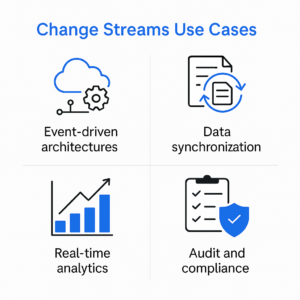 Change Streams Use Cases
Event-driven
architectures
Data
synchronization
Real-time
analytics
Audit and
compliance